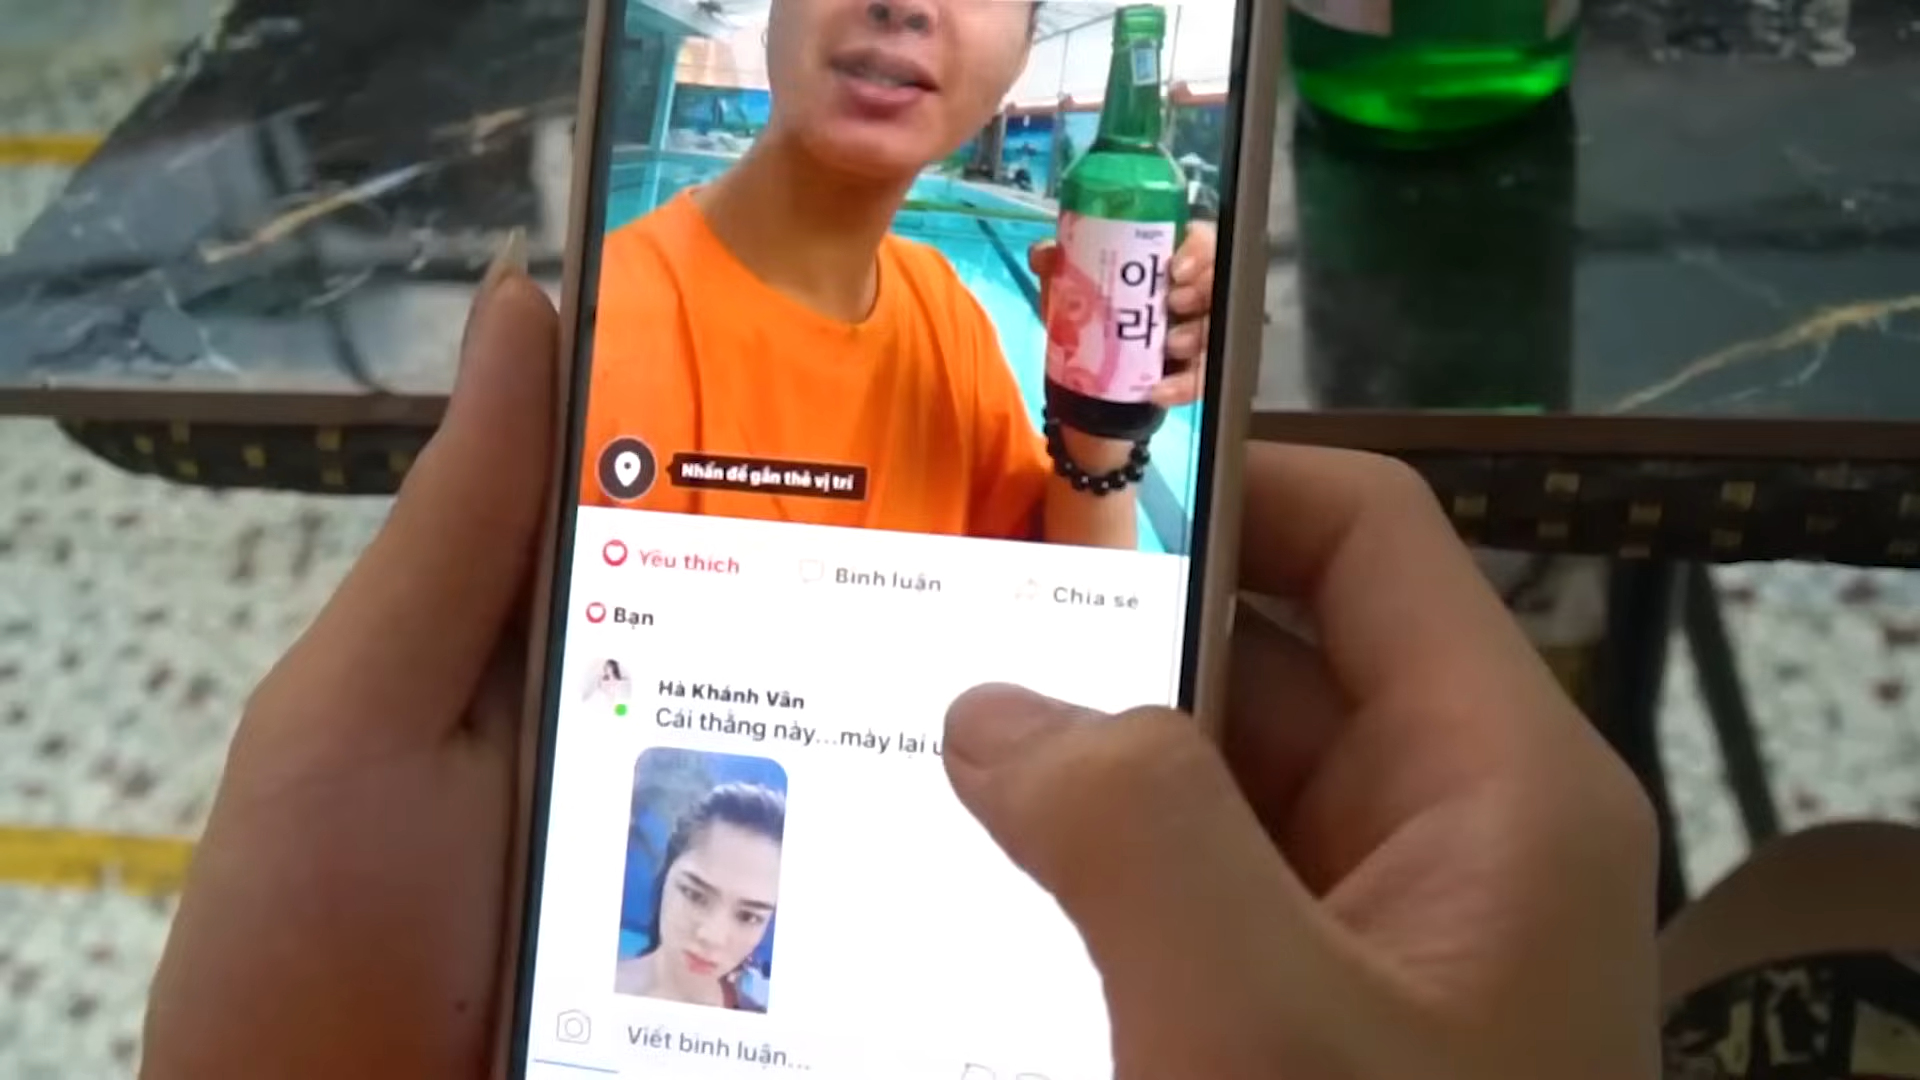 아
라
Nhấn để gắn thẻ vị trí
Yêu thích
Bình luận
Chia sẻ
Bạn
Hà Khánh Vân
Cái thằng này...mày lại
Viết bình luận...